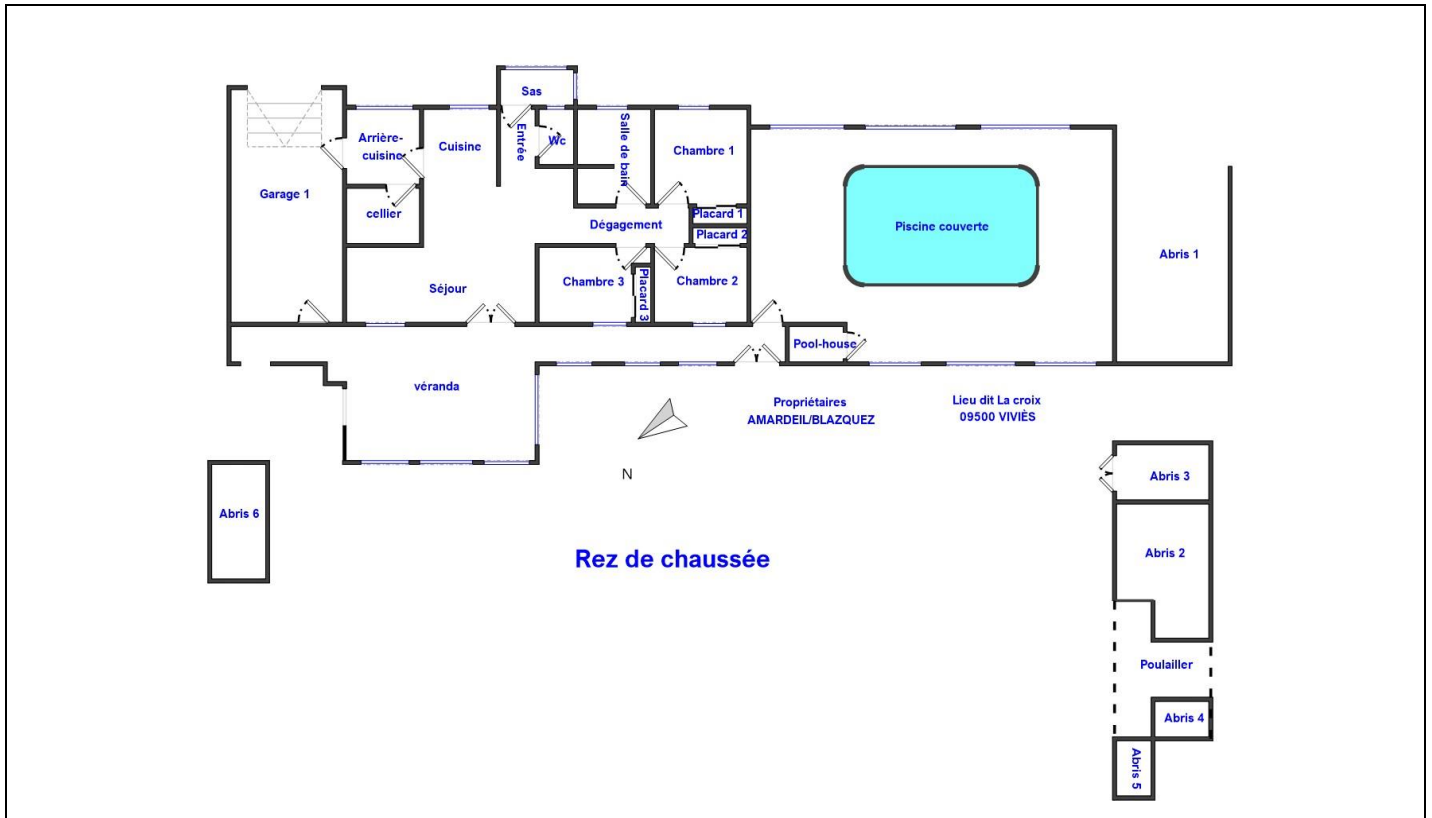 Sas
Arrière-
cuisine
Cuisine
Entrée
Wc
Salle de bain
Chambre 1
Garage 1
cellier
Placard 1
Placard 2
Dégagement
Piscine couverte
Abris 1
Séjour
Chambre 3
Placard 3
Chambre 2
Pool-house
véranda
Propriétaires
AMARDEIL/BLAZQUEZ
Lieu dit La croix
09500 VIVIÈS
N
Abris 6
Rez de chaussée
Abris 3
Abris 2
Poulailler
Abris 4
Abris 5